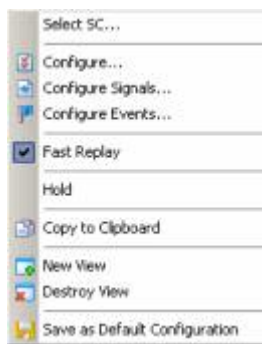 Select SC...
Configure...
Configure Signals...
Configure Events...
Fast Replay
Hold
Copy to Clipboard
New View
Destroy View
Save as Default Configuration